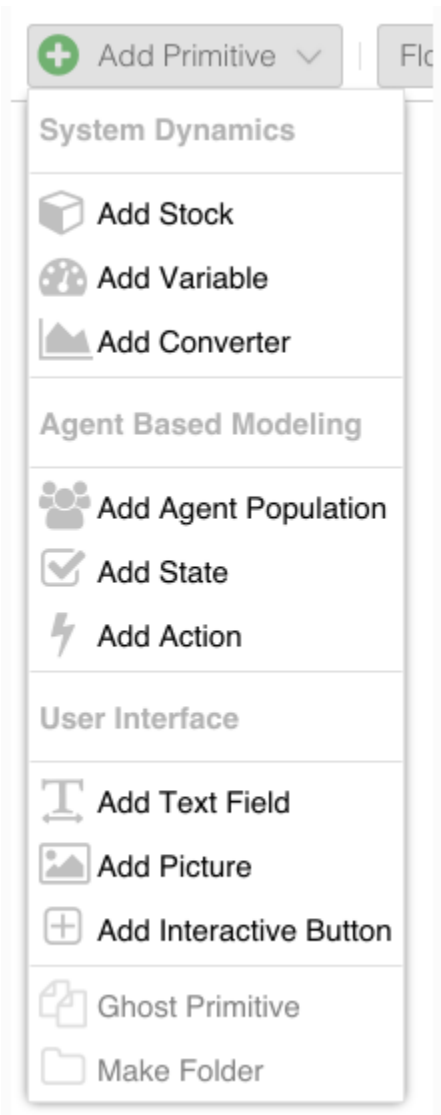 Add Primitive
System Dynamics
Add Stock
Add Variable
Add Converter
Agent Based Modeling
Add Agent Population
Add State
Add Action
User Interface
Add Text Field
Add Picture
Add Interactive Button
Ghost Primitive
Make Folder